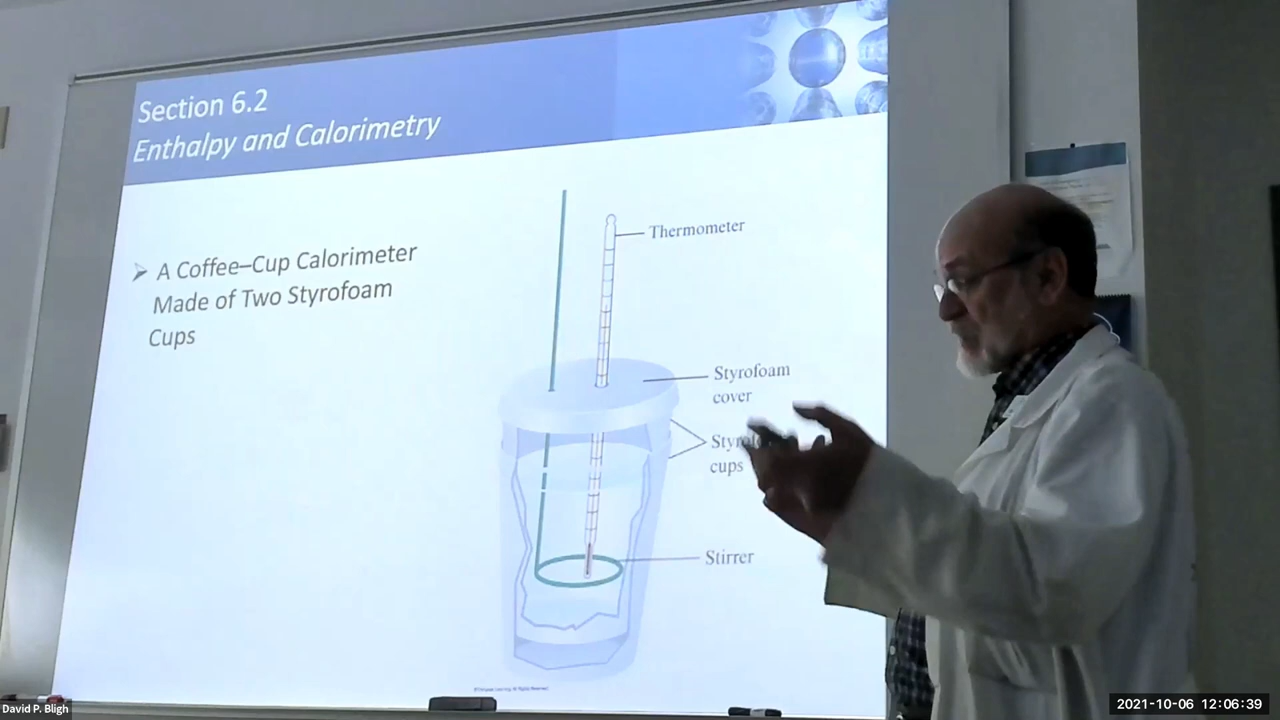 Section 6.2
Enthalpy and Calorimetry
➢ A Coffee–Cup Calorimeter
Made of Two Styrofoam
Cups
Thermometer
Styrofoam
cover
cups
Stirrer
David P. Bligh
2021-10-06 12:06:39